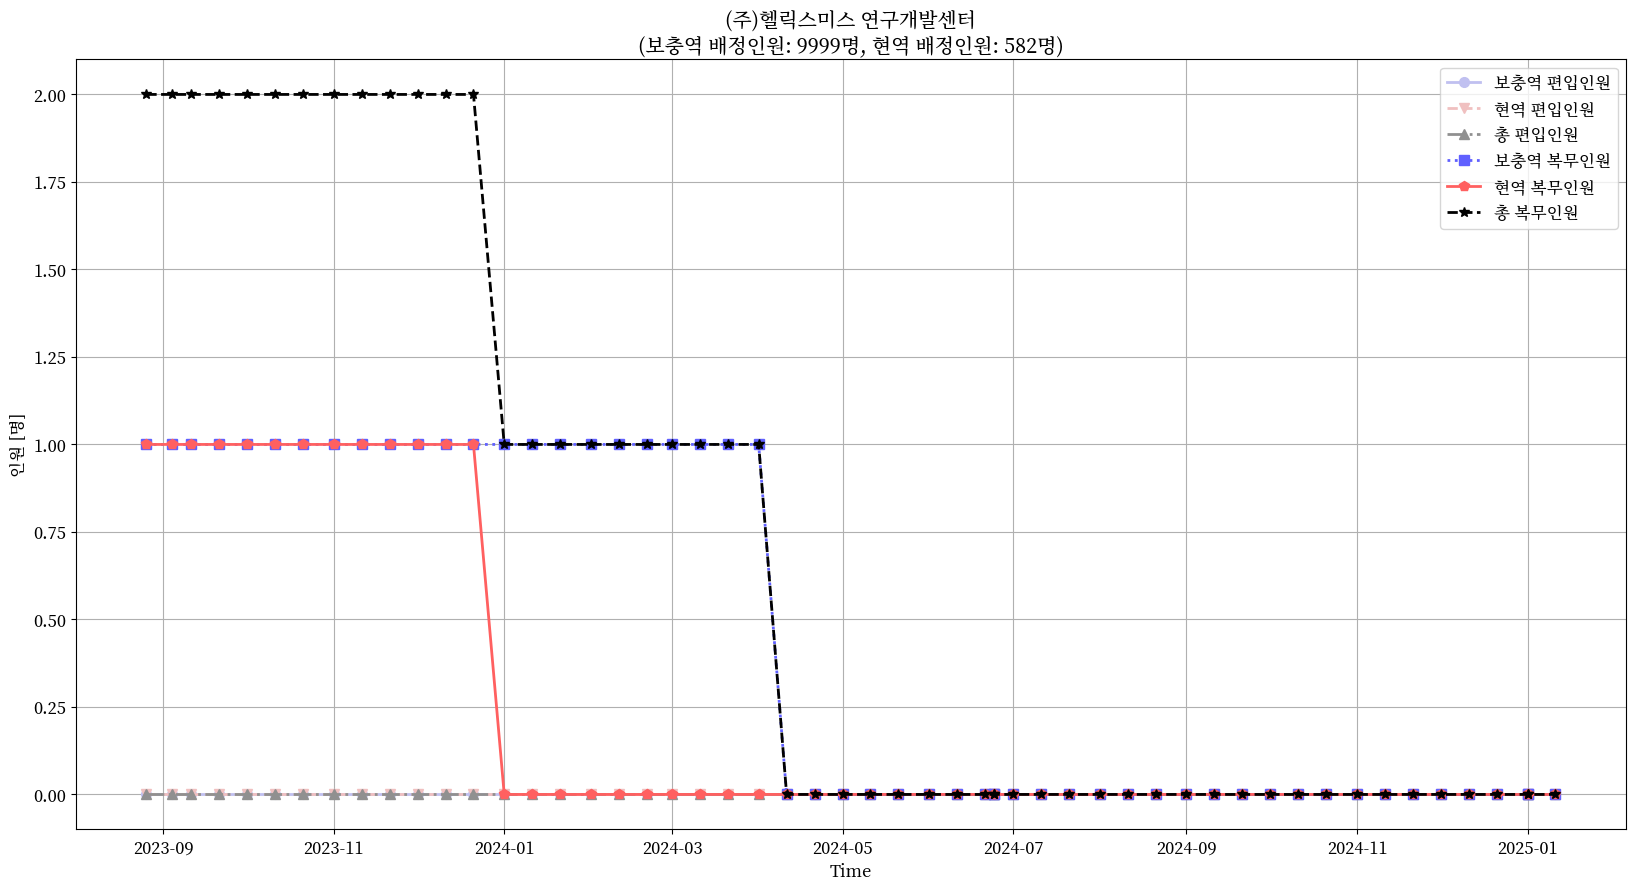 (주)헬릭스미스 연구개발센터
(보충역 배정인원: 9999명, 현역 배정인원: 582명)
보충역 편입인원
현역 편입인원
총 편입인원
보충역 복무인원
현역 복무인원
총 복무인원
2.00
1.75
1.50
1.25
1.00
0.75
0.50
0.25
0.00
인원 [명]
2023-09 2023-11 2024-01 2024-03 2024-05 2024-07 2024-09 2024-11 2025-01
Time